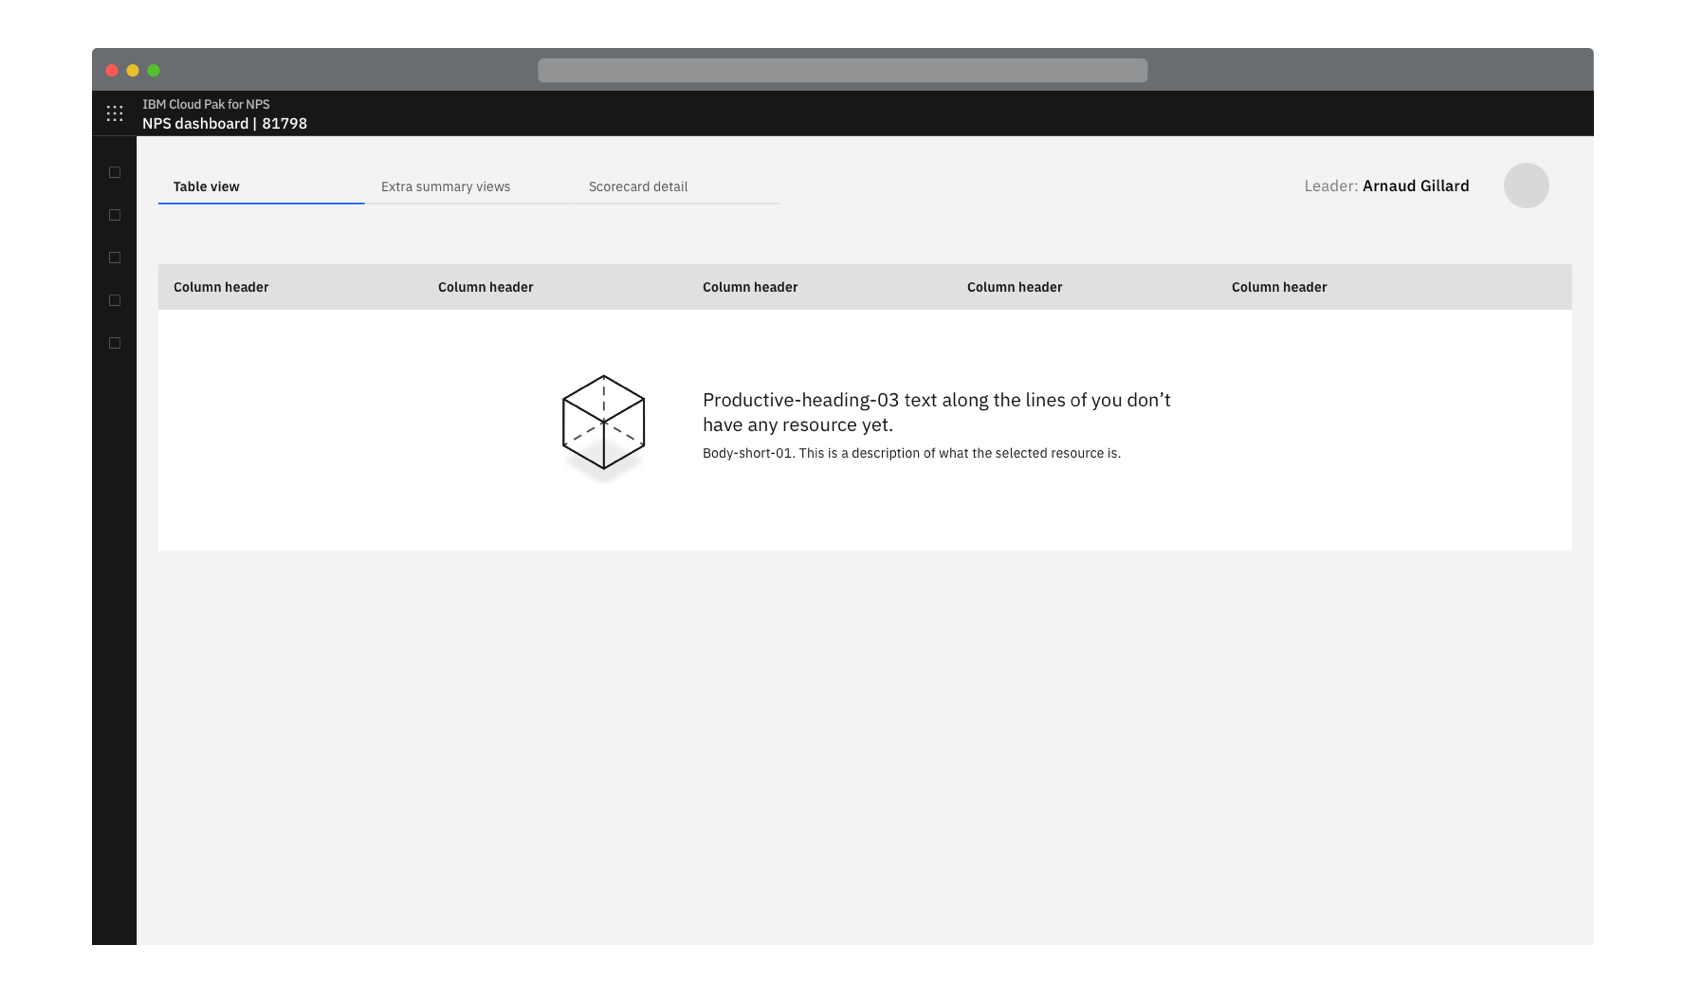 IBM Cloud Pak for NPS
NPS dashboard | 81798
Table view
Extra summary views
Scorecard detail
Leader: Arnaud Gillard
Column header
Column header
Column header
Column header
Column header
Productive-heading-03 text along the lines of you don’t
have any resource yet.
Body-short-01. This is a description of what the selected resource is.